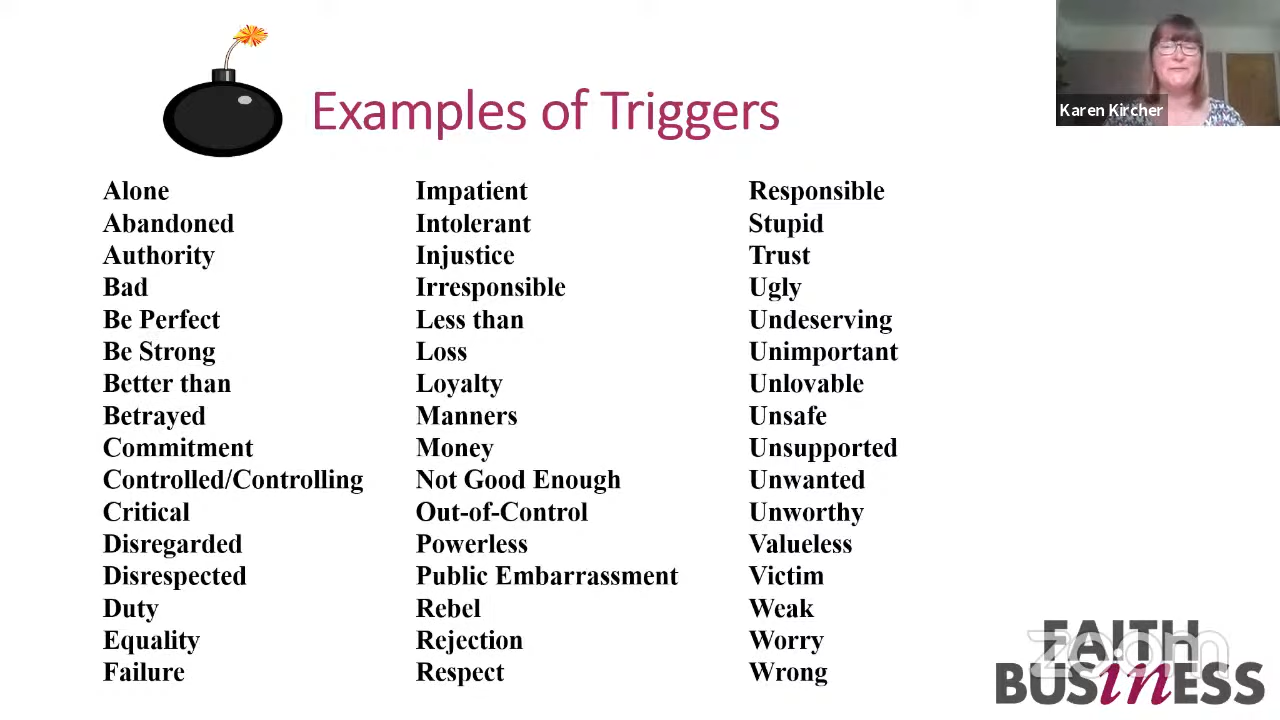 Examples of Triggers
Karen Kircher
Alone
Abandoned
Authority
Bad
Be Perfect
Be Strong
Better than
Betrayed
Commitment
Controlled/Controlling
Critical
Disregarded
Disrespected
Duty
Equality
Failure
Impatient
Intolerant
Injustice
Irresponsible
Less than
Loss
Loyalty
Manners
Money
Not Good Enough
Out-of-Control
Powerless
Public Embarrassment
Rebel
Rejection
Respect
Responsible
Stupid
Trust
Ugly
Undeserving
Unimportant
Unlovable
Unsafe
Unsupported
Unwanted
Unworthy
Valueless
Victim
Weak
Worry
Wrong
FAITH
zoom
BUSinESS